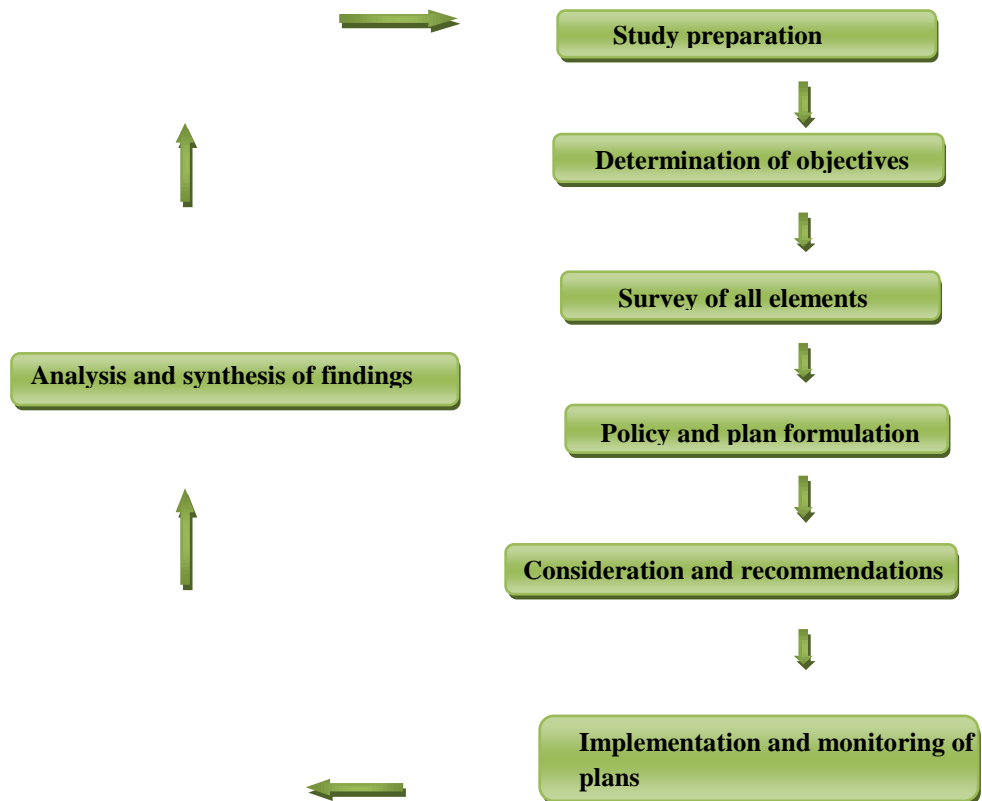 Study preparation
Determination of objectives
Survey of all elements
Analysis and synthesis of findings
Policy and plan formulation
Consideration and recommendations
Implementation and monitoring of
plans